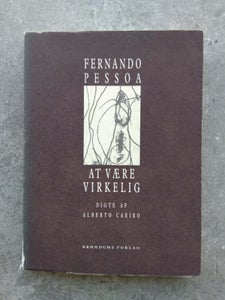 FERNANDO
PESSOA
AT VÆRE
VIRKELIG
DIGTE AF
ALBERTO CAEIRO
BRØNDUMS FORLAG